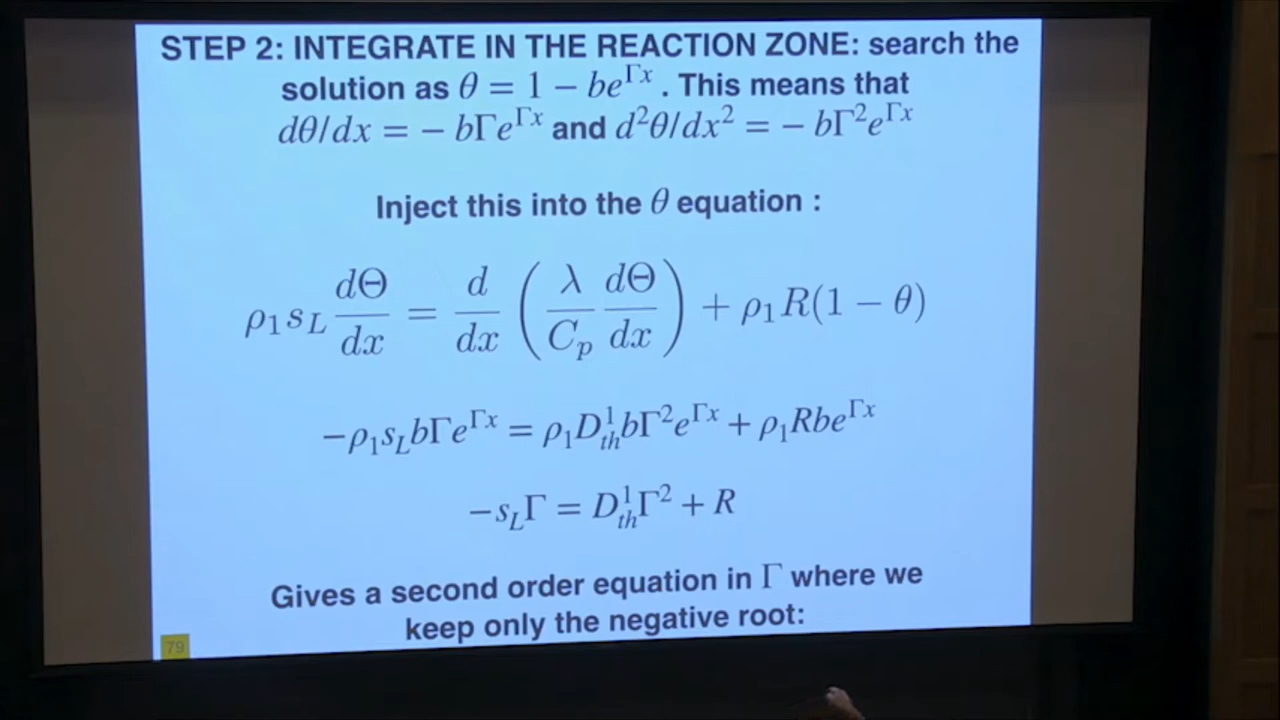 STEP 2: INTEGRATE IN THE REACTION ZONE: search the
solution as θ = 1 − be^{Γx} . This means that
dθ/dx = − bΓe^{Γx} and d²θ/dx² = − bΓ²e^{Γx}
Inject this into the θ equation :
ρ₁s_L dΘ/dx = d/dx (λ/C_p dΘ/dx) + ρ₁R(1 − θ)
−ρ₁s_LbΓe^{Γx} = ρ₁D¹_{th}bΓ²e^{Γx} + ρ₁Rbe^{Γx}
−s_LΓ = D¹_{th}Γ² + R
Gives a second order equation in Γ where we
keep only the negative root:
79